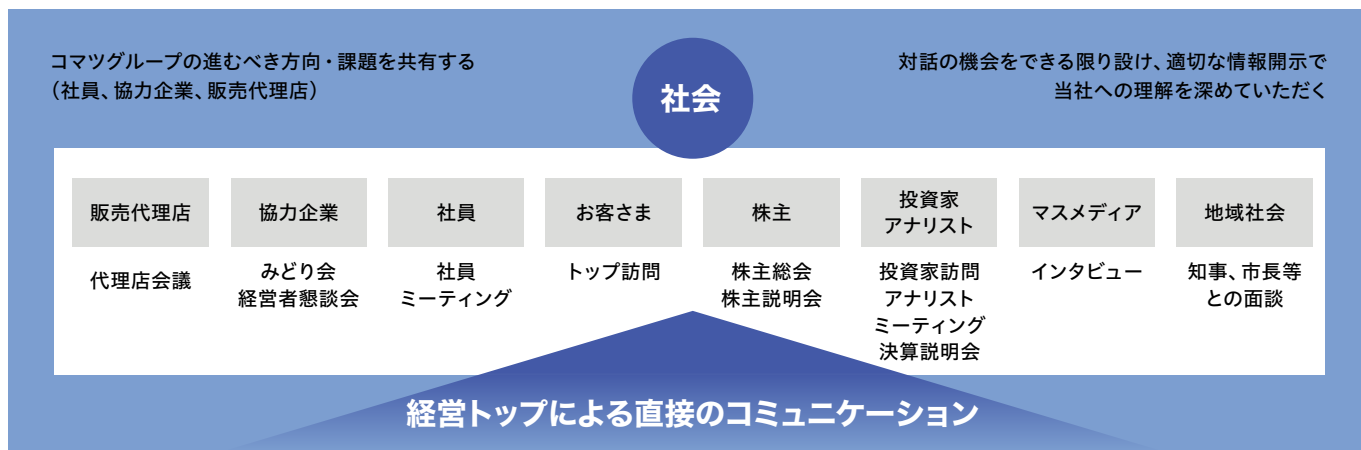 コマツグループの進むべき方向・課題を共有する
（社員、協力企業、販売代理店）
社会
対話の機会をできる限り設け、適切な情報開示で
当社への理解を深めていただく
販売代理店
代理店会議
協力企業
みどり会
経営者懇談会
社員
社員
ミーティング
お客さま
トップ訪問
株主
株主総会
株主説明会
投資家
アナリスト
投資家訪問
アナリスト
ミーティング
決算説明会
マスメディア
インタビュー
地域社会
知事、市長等
との面談
経営トップによる直接のコミュニケーション